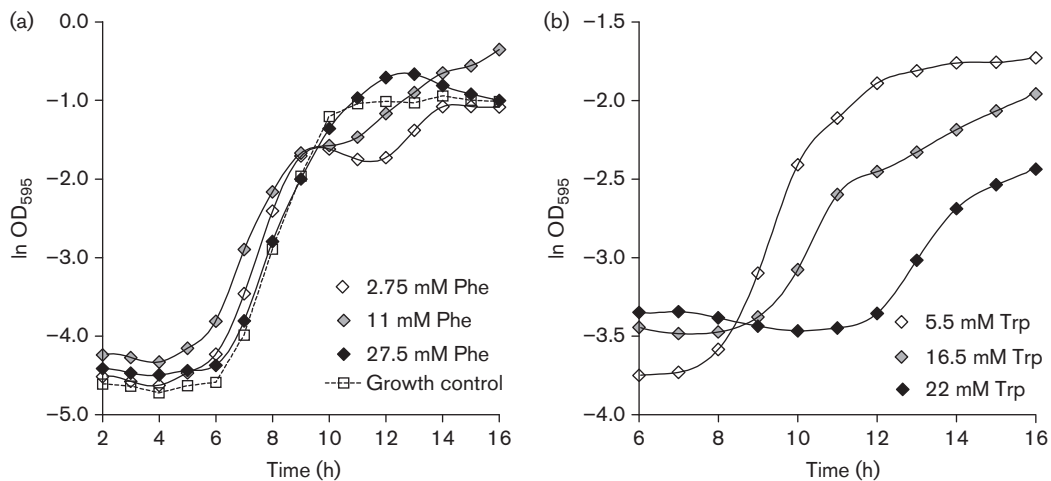 (a)
0.0
−1.0
−2.0
−3.0
−4.0
−5.0
ln OD595
2 4 6 8 10 12 14 16
Time (h)
2.75 mM Phe
11 mM Phe
27.5 mM Phe
Growth control
(b)
−1.5
−2.0
−2.5
−3.0
−3.5
−4.0
ln OD595
6 8 10 12 14 16
Time (h)
5.5 mM Trp
16.5 mM Trp
22 mM Trp